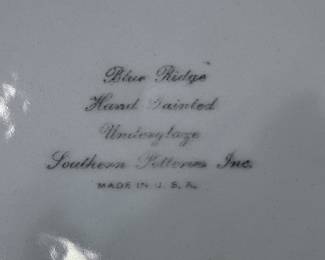 Blue Ridge
Hand Painted
Underglaze
Southern Potteries Inc.
MADE IN U.S.A.